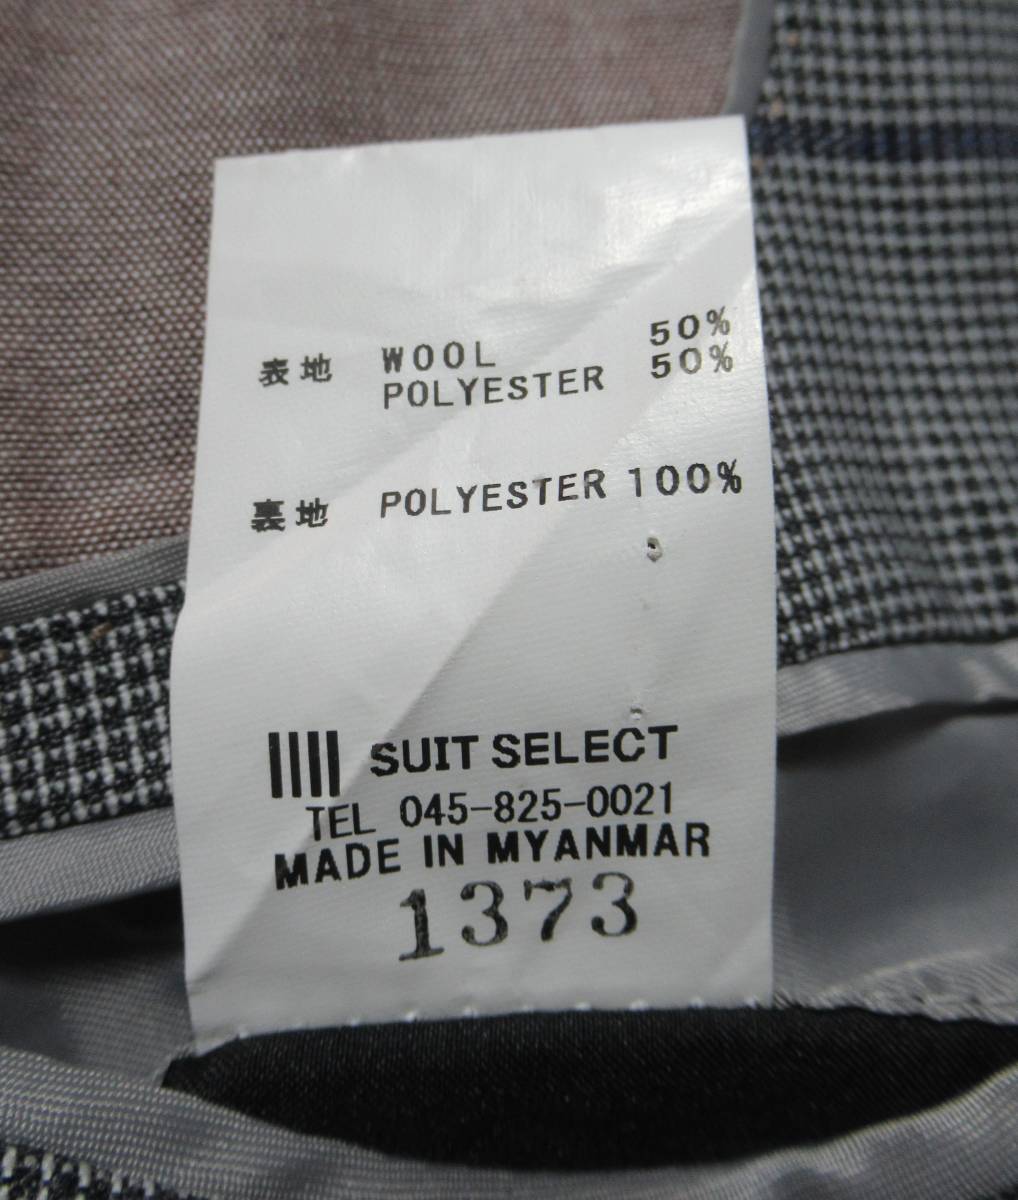 表地 WOOL 50%
POLYESTER 50%
裏地 POLYESTER 100%
SUIT SELECT
TEL 045-825-0021
MADE IN MYANMAR
1373